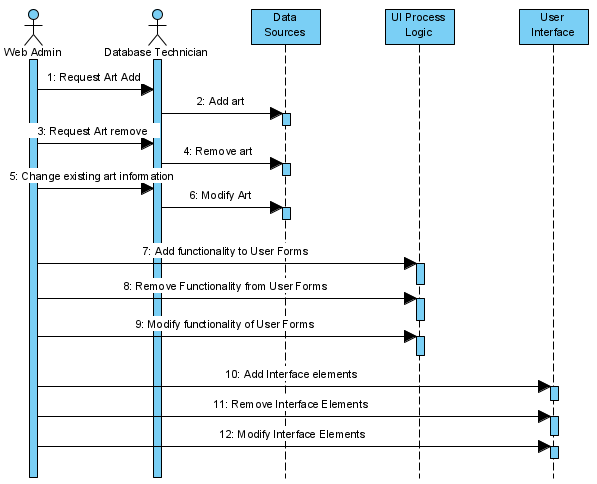 Data
Sources
UI Process
Logic
User
Interface
Web Admin
Database Technician
1: Request Art Add
2: Add art
3: Request Art remove
4: Remove art
5: Change existing art information
6: Modify Art
7: Add functionality to User Forms
8: Remove Functionality from User Forms
9: Modify functionality of User Forms
10: Add Interface elements
11: Remove Interface Elements
12: Modify Interface Elements